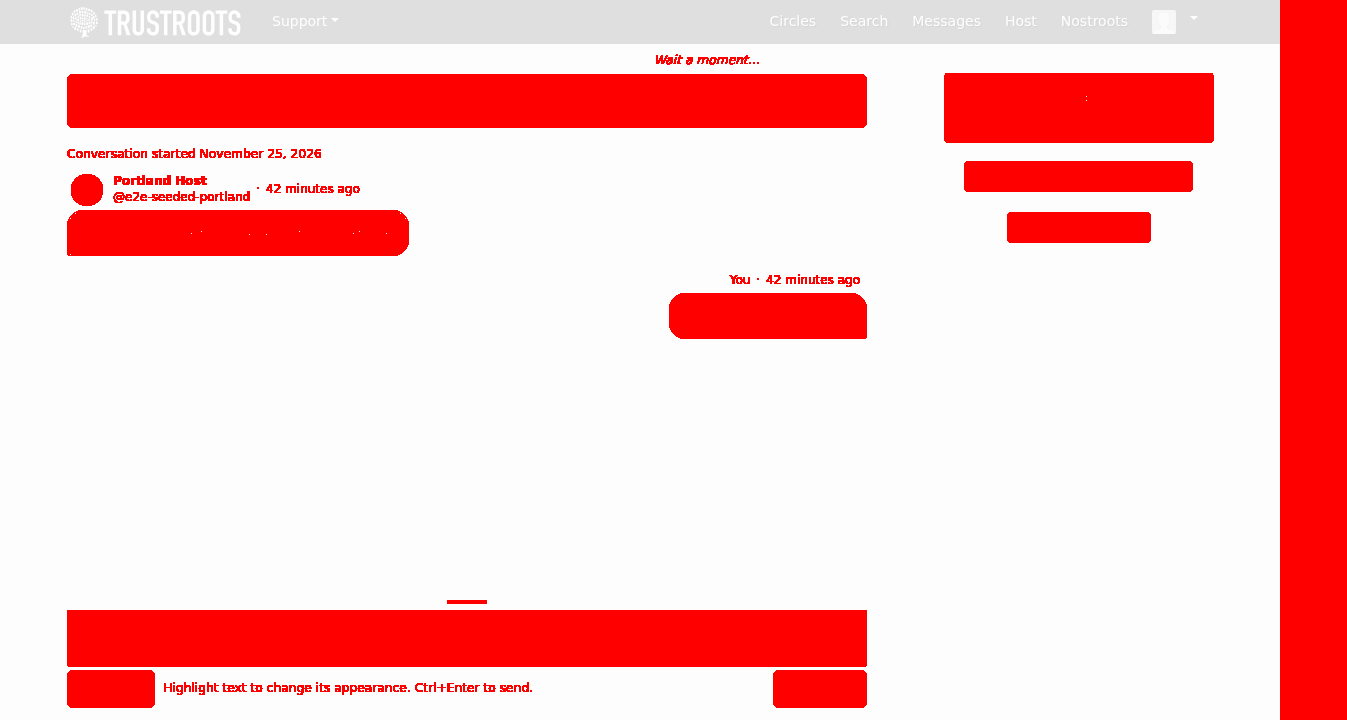 TRUSTROOTS Support Circles Search Messages Host Nostroots
Wait a moment...
Conversation started November 25, 2026
Portland Host
@e2e-seeded-portland · 42 minutes ago
You · 42 minutes ago
Highlight text to change its appearance. Ctrl+Enter to send.